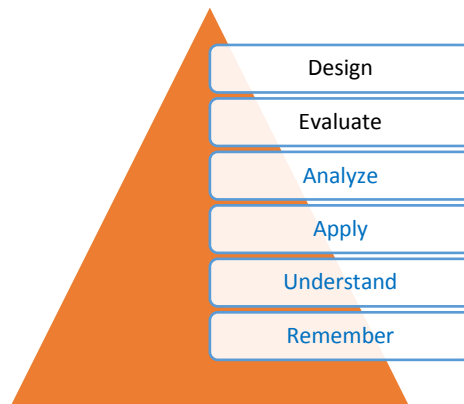 Design
Evaluate
Analyze
Apply
Understand
Remember